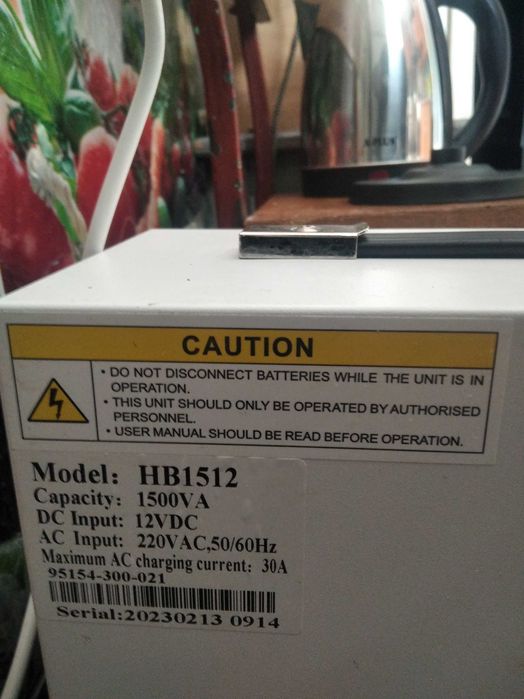 X-PLUS
CAUTION
• DO NOT DISCONNECT BATTERIES WHILE THE UNIT IS IN
OPERATION.
• THIS UNIT SHOULD ONLY BE OPERATED BY AUTHORISED
PERSONNEL.
• USER MANUAL SHOULD BE READ BEFORE OPERATION.
Model: HB1512
Capacity: 1500VA
DC Input: 12VDC
AC Input: 220VAC,50/60Hz
Maximum AC charging current: 30A
95154-300-021
Serial:20230213 0914